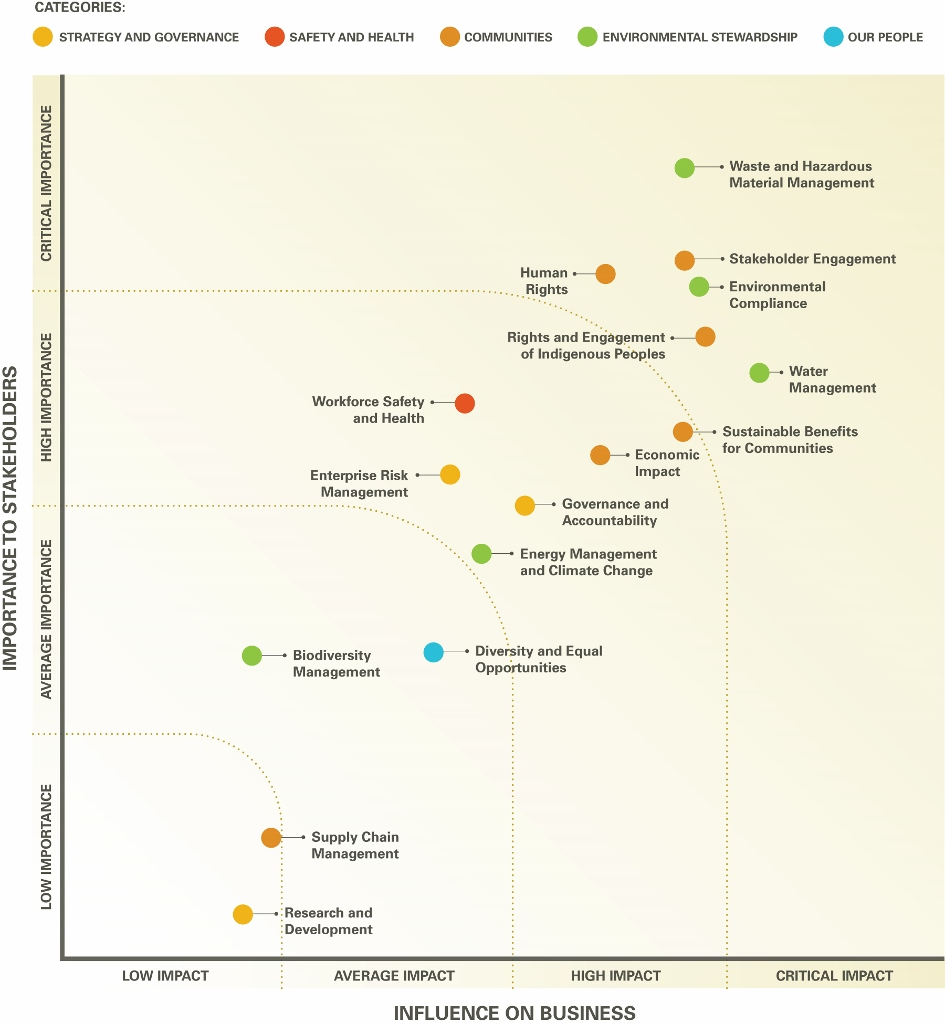 CATEGORIES:
STRATEGY AND GOVERNANCE
SAFETY AND HEALTH
COMMUNITIES
ENVIRONMENTAL STEWARDSHIP
OUR PEOPLE
IMPORTANCE TO STAKEHOLDERS
CRITICAL IMPORTANCE
HIGH IMPORTANCE
AVERAGE IMPORTANCE
LOW IMPORTANCE
Waste and Hazardous
Material Management
Stakeholder Engagement
Human
Rights
Environmental
Compliance
Rights and Engagement
of Indigenous Peoples
Water
Management
Workforce Safety
and Health
Sustainable Benefits
for Communities
Economic
Impact
Enterprise Risk
Management
Governance and
Accountability
Energy Management
and Climate Change
Biodiversity
Management
Diversity and Equal
Opportunities
Supply Chain
Management
Research and
Development
LOW IMPACT
AVERAGE IMPACT
HIGH IMPACT
CRITICAL IMPACT
INFLUENCE ON BUSINESS